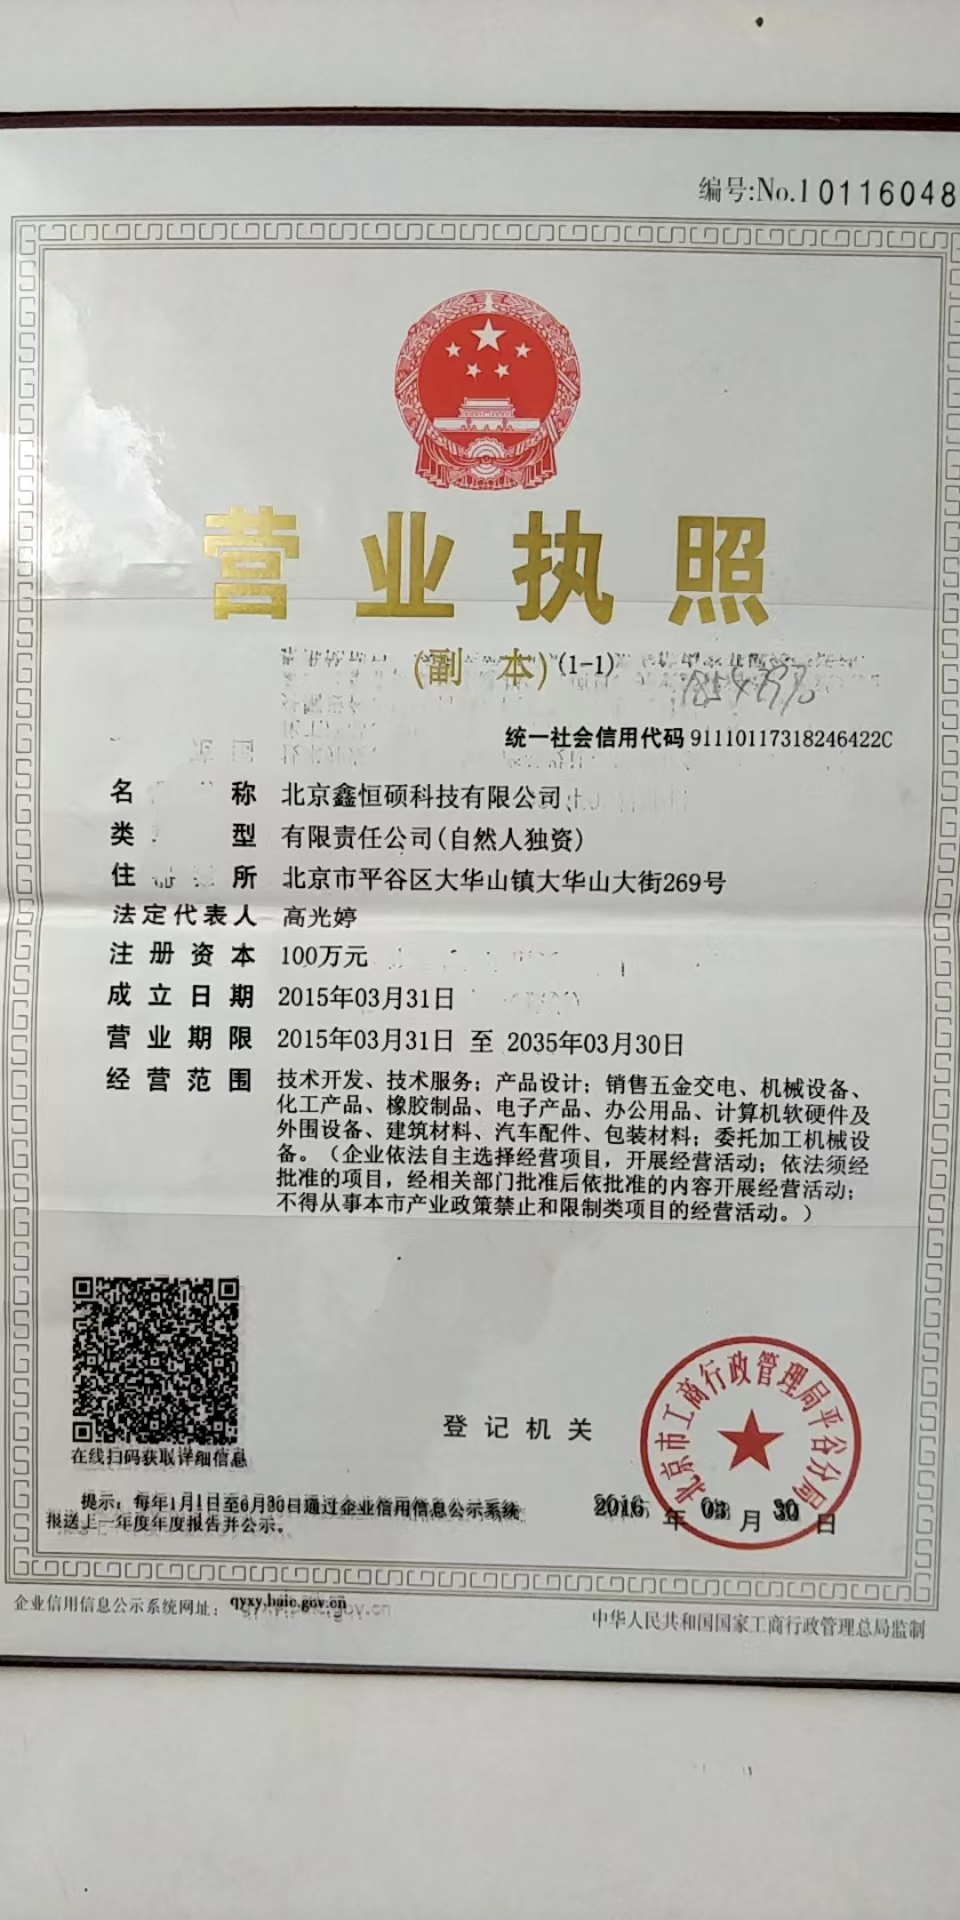 编号:No.1 0116048
营业执照
(副 本)(1-1)
统一社会信用代码 91110117318246422C
名 称 北京鑫恒硕科技有限公司
类 型 有限责任公司(自然人独资)
住 所 北京市平谷区大华山镇大华山大街269号
法定代表人 高光婷
注册资本 100万元
成立日期 2015年03月31日
营业期限 2015年03月31日 至 2035年03月30日
经营范围 技术开发、技术服务；产品设计；销售五金交电、机械设备、
化工产品、橡胶制品、电子产品、办公用品、计算机软硬件及
外围设备、建筑材料、汽车配件、包装材料；委托加工机械设
备。（企业依法自主选择经营项目，开展经营活动；依法须经
批准的项目，经相关部门批准后依批准的内容开展经营活动；
不得从事本市产业政策禁止和限制类项目的经营活动。）
在线扫码获取详细信息
登记机关
北京市工商行政管理局平谷分局
提示：每年1月1日至6月30日通过企业信用信息公示系统
报送上一年度年度报告并公示。
2016 年 03 月 30 日
企业信用信息公示系统网址： qyxy.baic.gov.cn
中华人民共和国国家工商行政管理总局监制